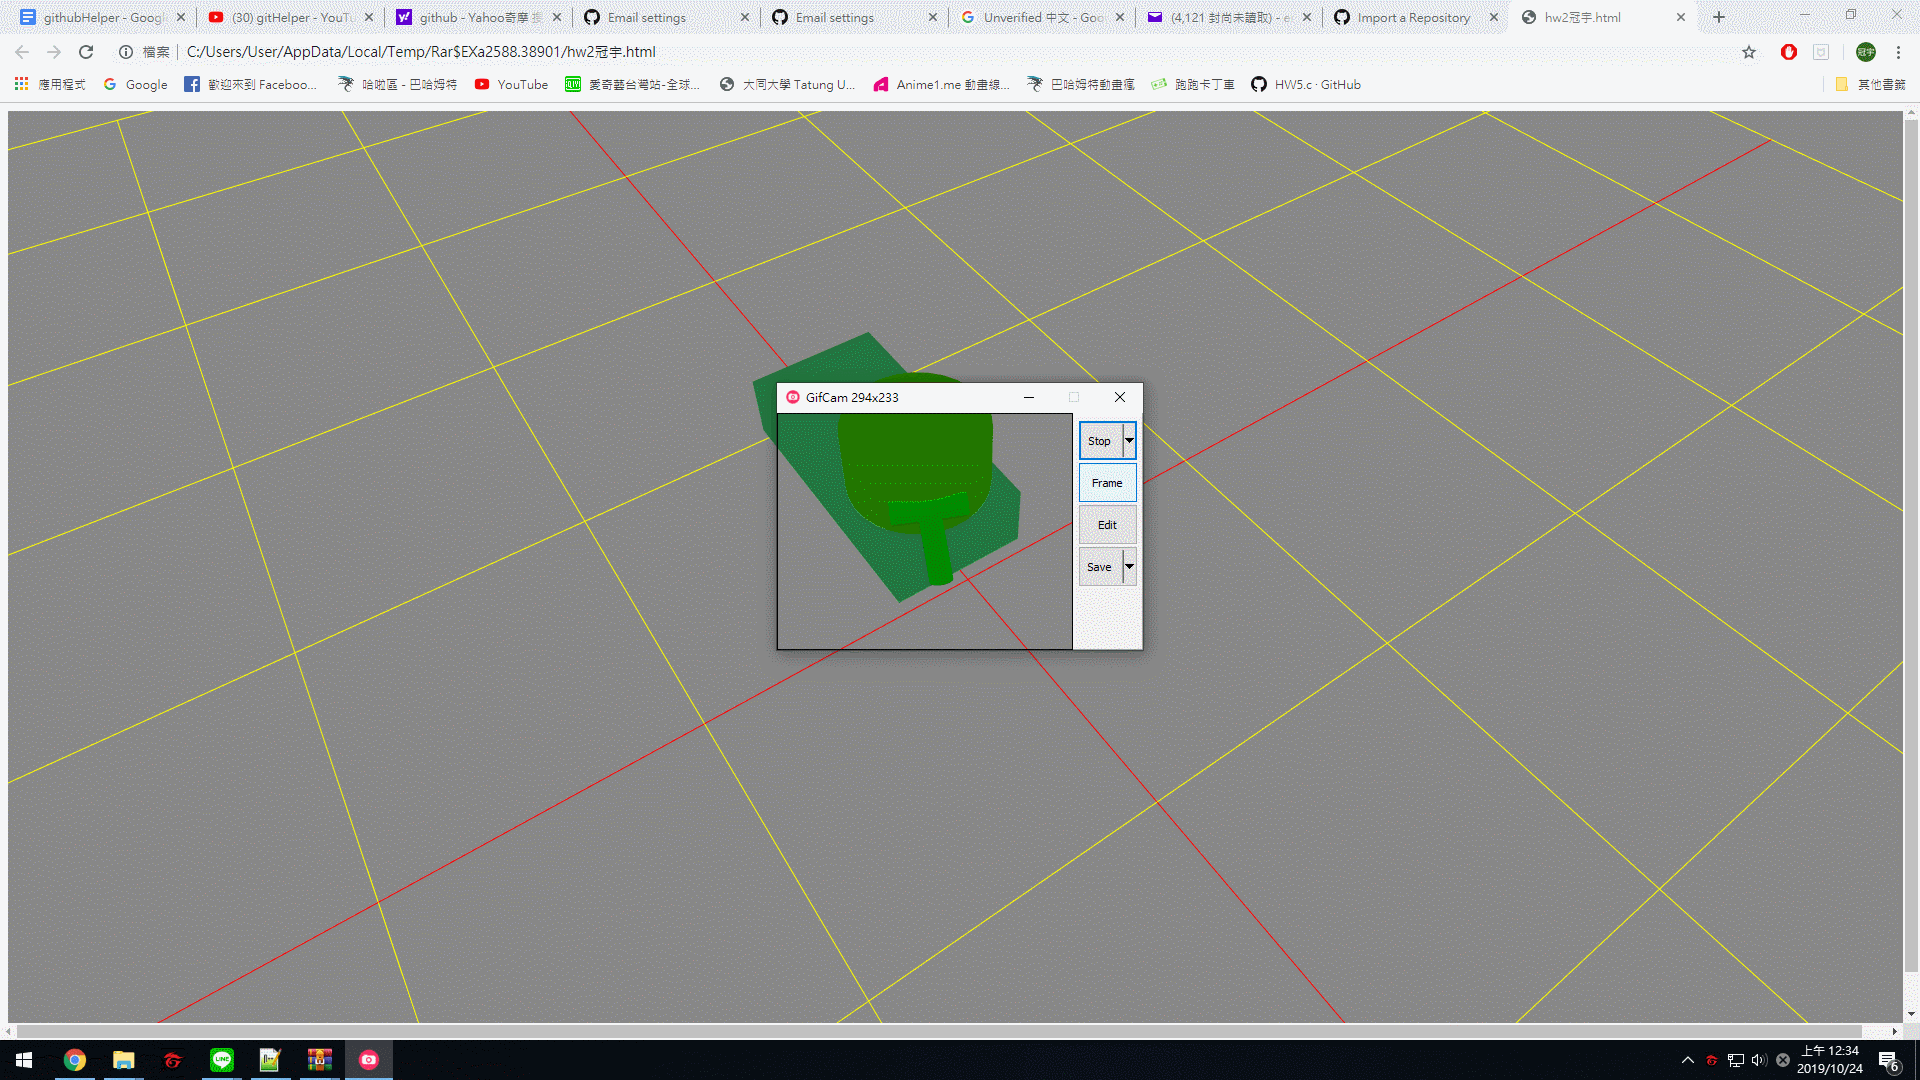 githubHelper - Googl
(30) gitHelper - YouTu
github - Yahoo奇摩 搜
Email settings
Email settings
Unverified 中文 - Goo
(4,121 封尚未讀取) - e
Import a Repository
hw2冠宇.html
檔案
C:/Users/User/AppData/Local/Temp/Rar$EXa2588.38901/hw2冠宇.html
冠宇
應用程式
Google
歡迎來到 Faceboo...
哈啦區 - 巴哈姆特
YouTube
愛奇藝台灣站-全球...
大同大學 Tatung U...
Anime1.me 動畫線...
巴哈姆特動畫瘋
跑跑卡丁車
HW5.c · GitHub
其他書籤
GifCam 294x233
Stop
Frame
Edit
Save
LINE
上午 12:34
2019/10/24
6